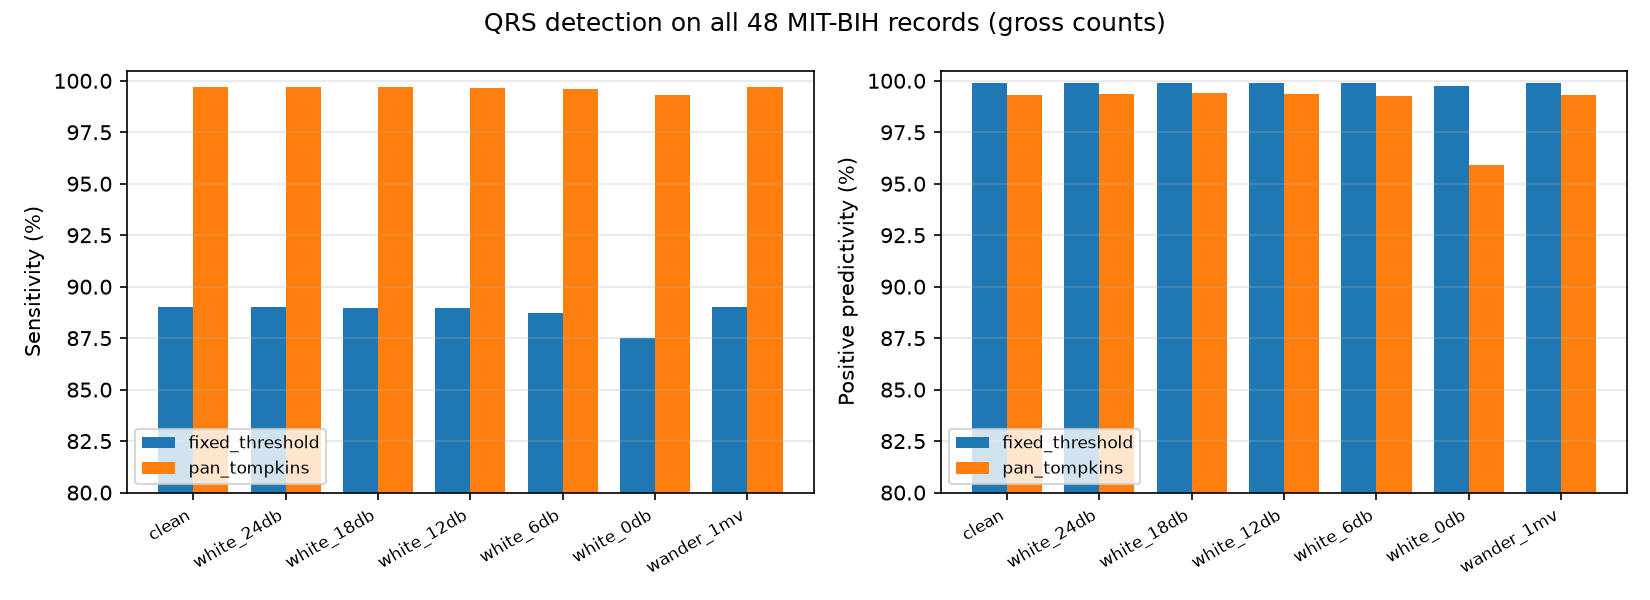 QRS detection on all 48 MIT-BIH records (gross counts)
Sensitivity (%)
100.0
97.5
95.0
92.5
90.0
87.5
85.0
82.5
80.0
fixed_threshold
pan_tompkins
clean
white_24db
white_18db
white_12db
white_6db
white_0db
wander_1mv
Positive predictivity (%)
100.0
97.5
95.0
92.5
90.0
87.5
85.0
82.5
80.0
fixed_threshold
pan_tompkins
clean
white_24db
white_18db
white_12db
white_6db
white_0db
wander_1mv